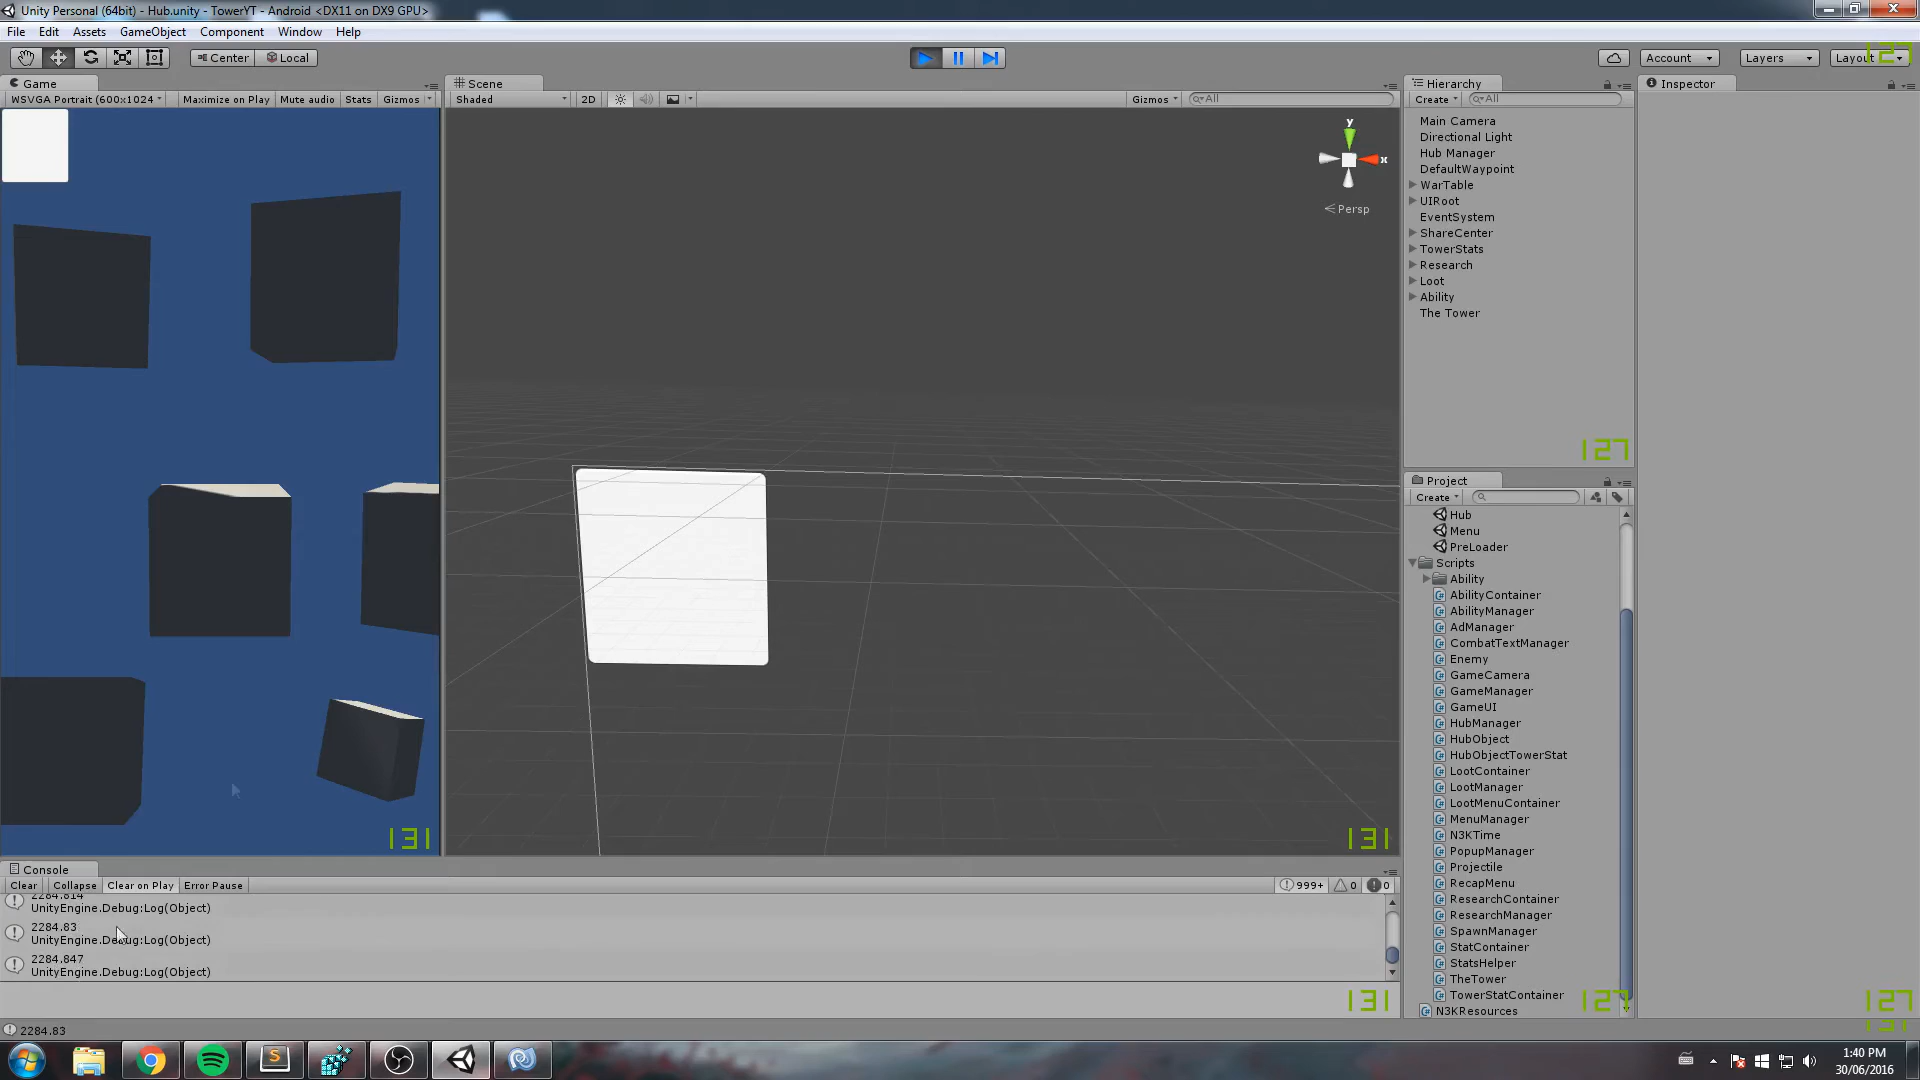 Unity Personal (64bit) - Hub.unity - TowerYT - Android <DX11 on DX9 GPU>
File Edit Assets GameObject Component Window Help
Center Local
Account Layers Layout
127
Game
WSVGA Portrait (600x1024 Maximize on Play Mute audio Stats Gizmos
Scene
Shaded 2D Gizmos All
y
x
Persp
Hierarchy
Create All
Main Camera
Directional Light
Hub Manager
DefaultWaypoint
WarTable
UIRoot
EventSystem
ShareCenter
TowerStats
Research
Loot
Ability
The Tower
127
Inspector
Project
Create
Hub
Menu
PreLoader
Scripts
Ability
AbilityContainer
AbilityManager
AdManager
CombatTextManager
Enemy
GameCamera
GameManager
GameUI
HubManager
HubObject
HubObjectTowerStat
LootContainer
LootManager
LootMenuContainer
MenuManager
N3KTime
PopupManager
Projectile
RecapMenu
ResearchContainer
ResearchManager
SpawnManager
StatContainer
StatsHelper
TheTower
TowerStatContainer
N3KResources
127
127
131
131
131
Console
Clear Collapse Clear on Play Error Pause 999+ 0 0
2284.814
UnityEngine.Debug:Log(Object)
2284.83
UnityEngine.Debug:Log(Object)
2284.847
UnityEngine.Debug:Log(Object)
131
2284.83
1:40 PM
30/06/2016